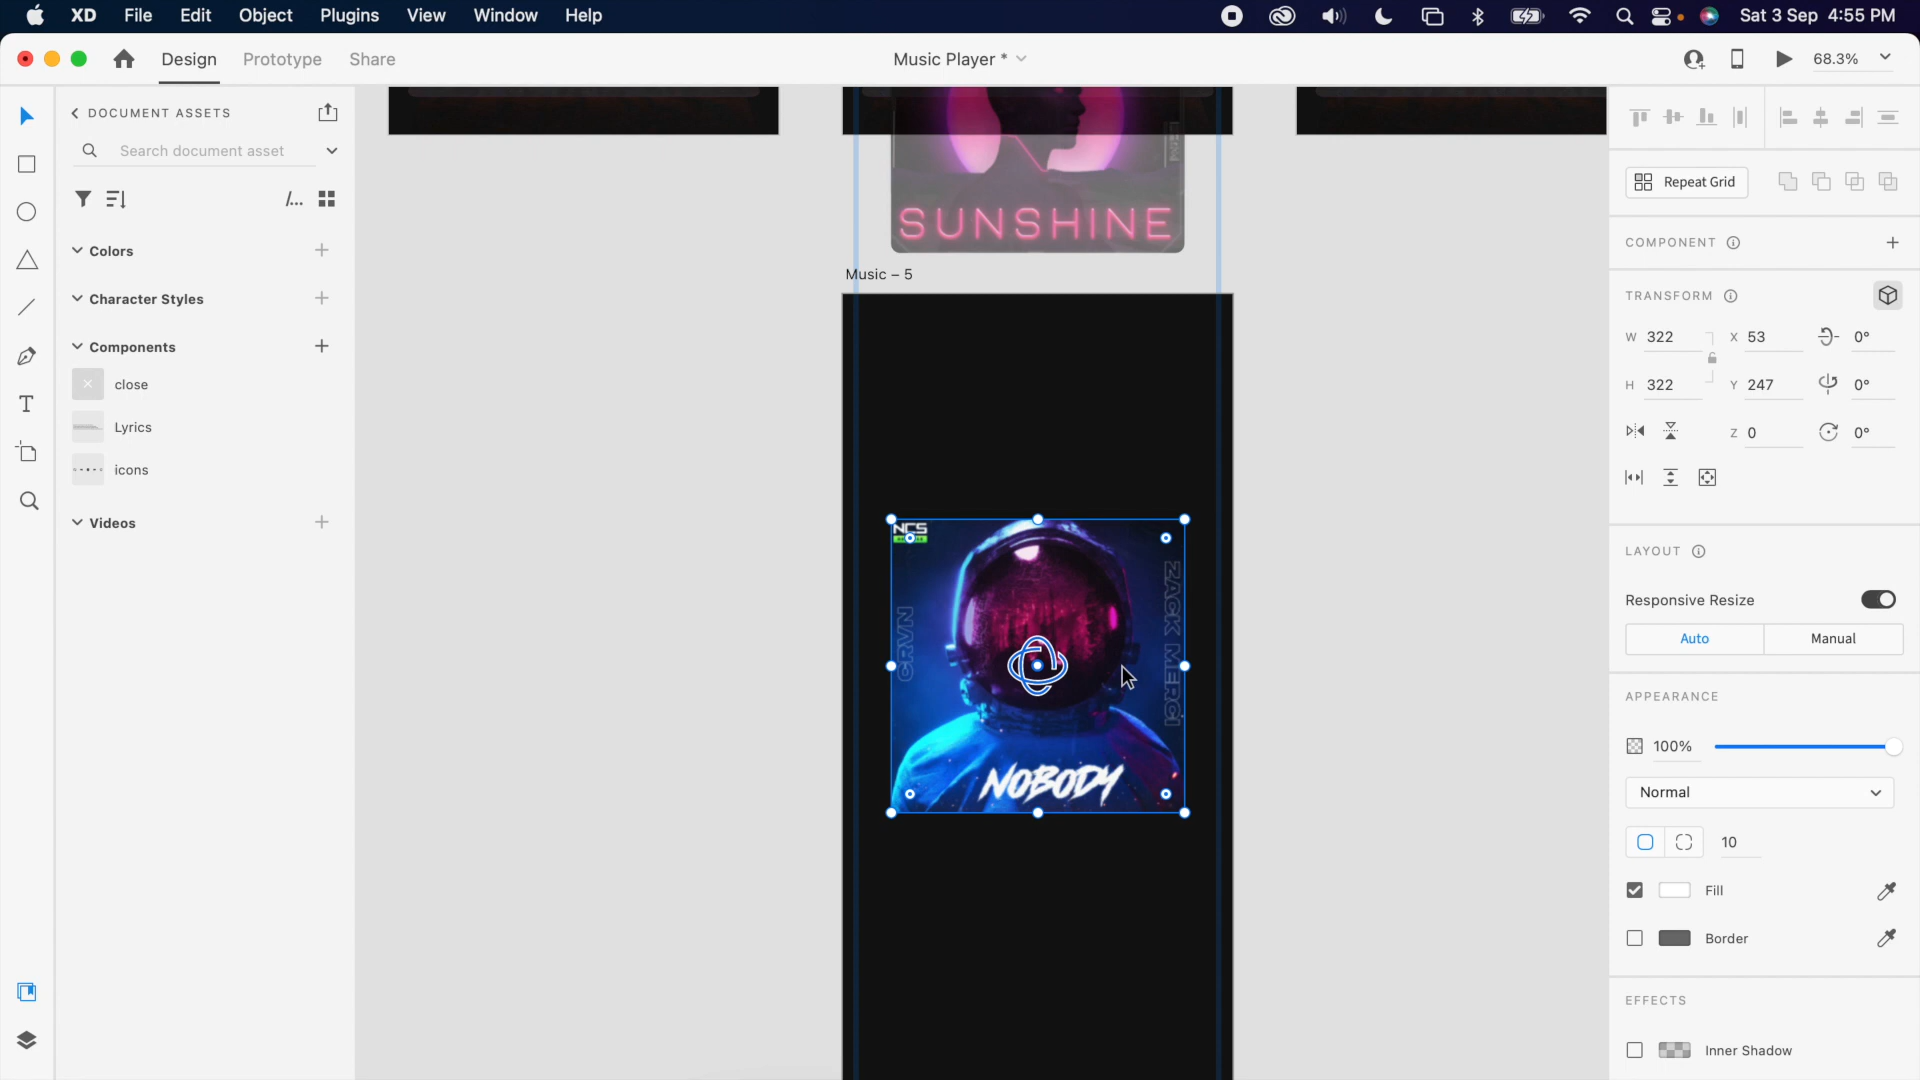 XD File Edit Object Plugins View Window Help
Sat 3 Sep 4:55 PM
Design Prototype Share
Music Player *
68.3%
DOCUMENT ASSETS
Search document asset
/...
Colors
Character Styles
Components
close
Lyrics
icons
Videos
SUNSHINE
Music – 5
NCS
CRVN
ZACK MERCI
NOBODY
Repeat Grid
COMPONENT
TRANSFORM
W 322 X 53 0°
H 322 Y 247 0°
Z 0 0°
LAYOUT
Responsive Resize
Auto Manual
APPEARANCE
100%
Normal
10
Fill
Border
EFFECTS
Inner Shadow